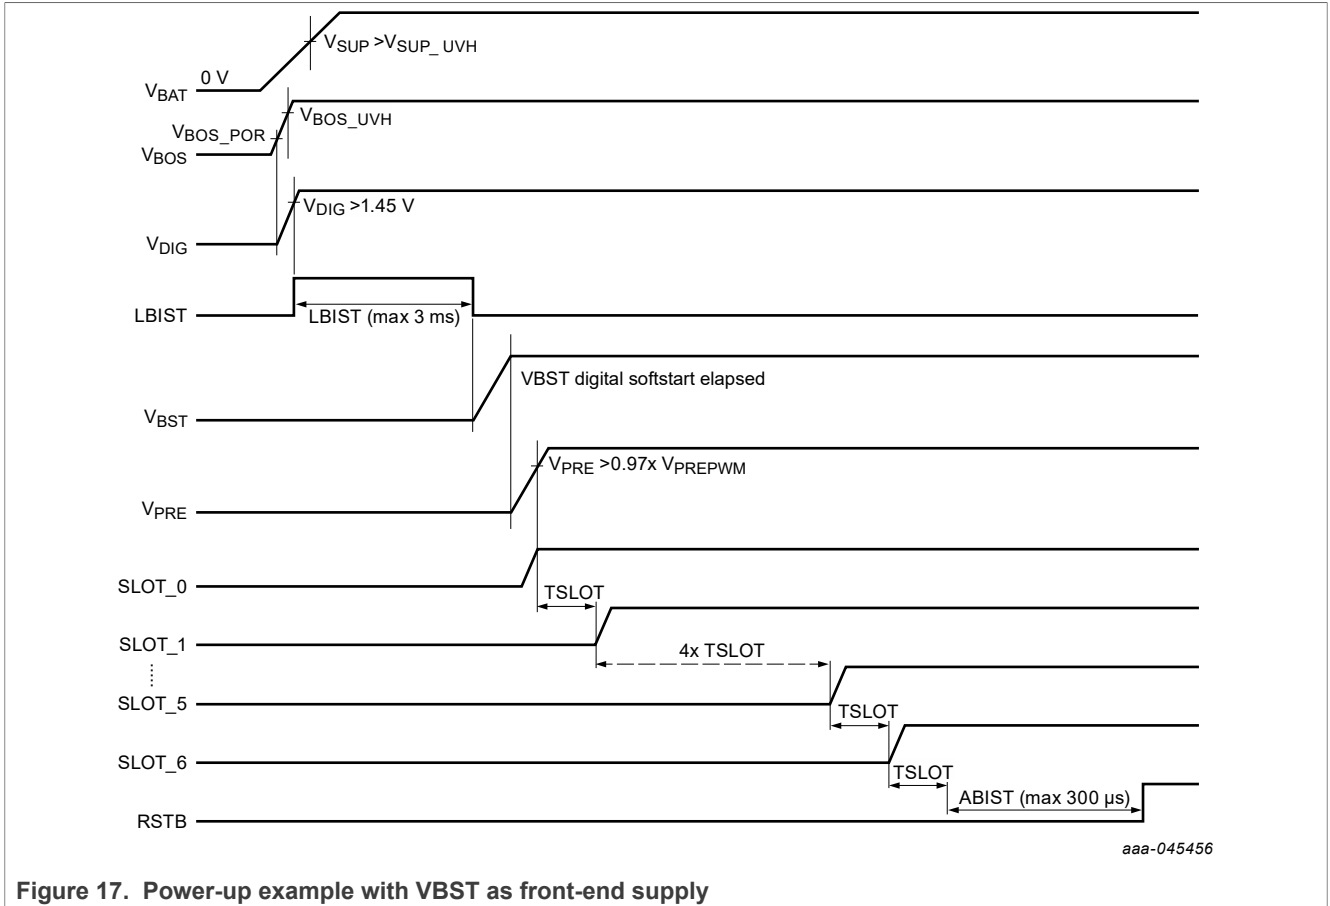 VSUP >VSUP_ UVH
0 V
VBAT
VBOS_UVH
VBOS_POR
VBOS
VDIG >1.45 V
VDIG
LBIST
LBIST (max 3 ms)
VBST digital softstart elapsed
VBST
VPRE >0.97x VPREPWM
VPRE
SLOT_0
TSLOT
SLOT_1
4x TSLOT
SLOT_5
TSLOT
SLOT_6
TSLOT
ABIST (max 300 µs)
RSTB
aaa-045456
Figure 17. Power-up example with VBST as front-end supply